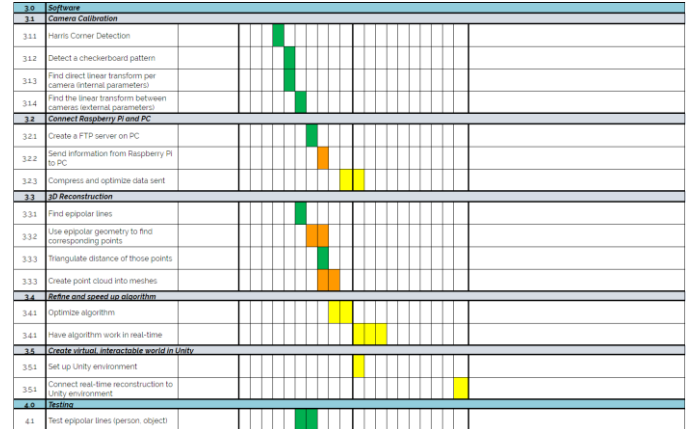 3.0 Software
3.1 Camera Calibration
3.1.1 Harris Corner Detection
3.1.2 Detect a checkerboard pattern
3.1.3 Find direct linear transform per
camera (internal parameters)
3.1.4 Find the linear transform between
cameras (external parameters)
3.2 Connect Raspberry Pi and PC
3.2.1 Create a FTP server on PC
3.2.2 Send information from Raspberry Pi
to PC
3.2.3 Compress and optimize data sent
3.3 3D Reconstruction
3.3.1 Find epipolar lines
3.3.2 Use epipolar geometry to find
corresponding points
3.3.3 Triangulate distance of those points
3.3.3 Create point cloud into meshes
3.4 Refine and speed up algorithm
3.4.1 Optimize algorithm
3.4.1 Have algorithm work in real-time
3.5 Create virtual, interactable world in Unity
3.5.1 Set up Unity environment
3.5.1 Connect real-time reconstruction to
Unity environment
4.0 Testing
4.1 Test epipolar lines (person, object)